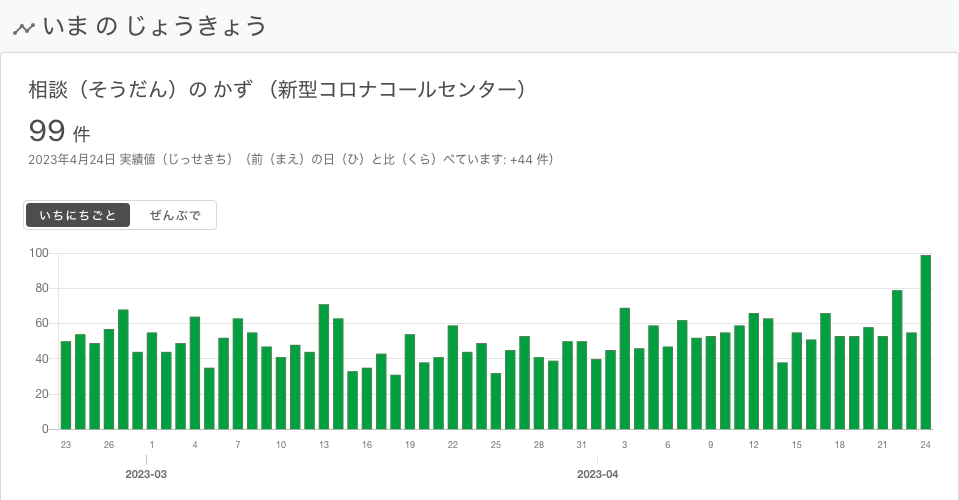 いま の じょうきょう
相談（そうだん）の かず （新型コロナコールセンター）
99 件
2023年4月24日 実績値（じっせきち）（前（まえ）の日（ひ）と比（くら）べています: +44 件）
いちにちごと ぜんぶで
100
80
60
40
20
0
23 26 1 4 7 10 13 16 19 22 25 28 31 3 6 9 12 15 18 21 24
2023-03 2023-04